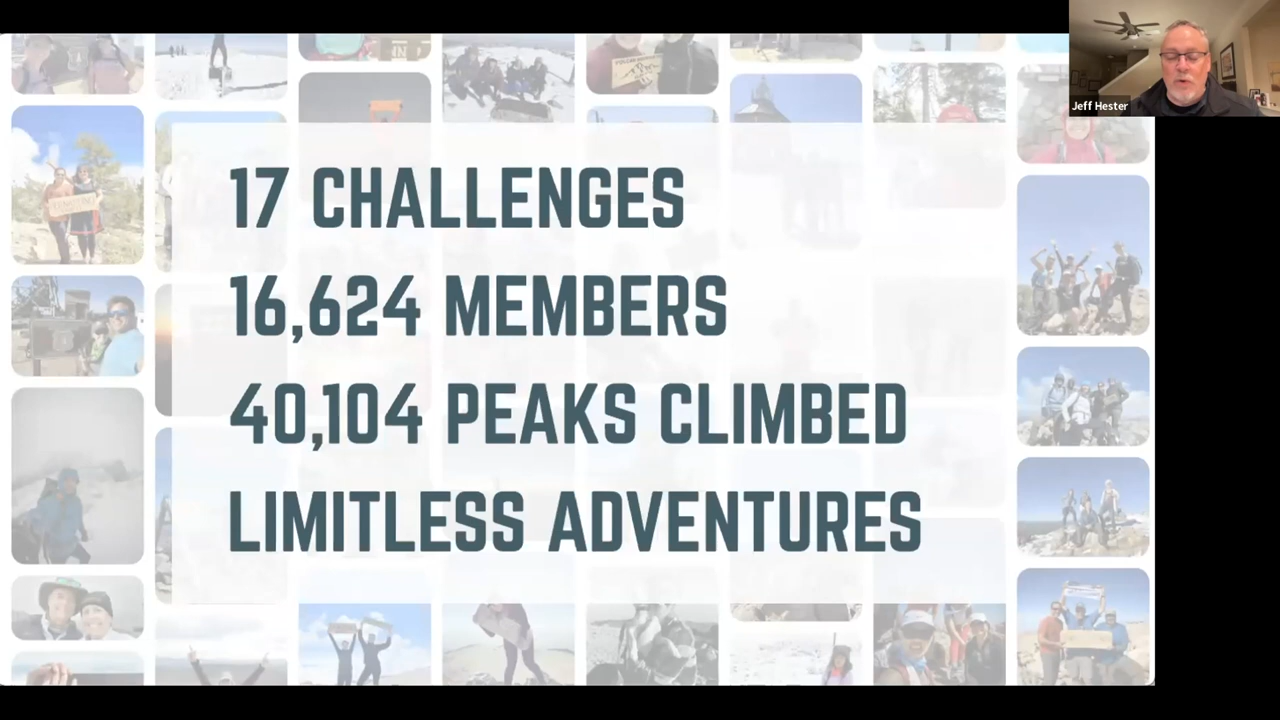 17 CHALLENGES
16,624 MEMBERS
40,104 PEAKS CLIMBED
LIMITLESS ADVENTURES
Jeff Hester